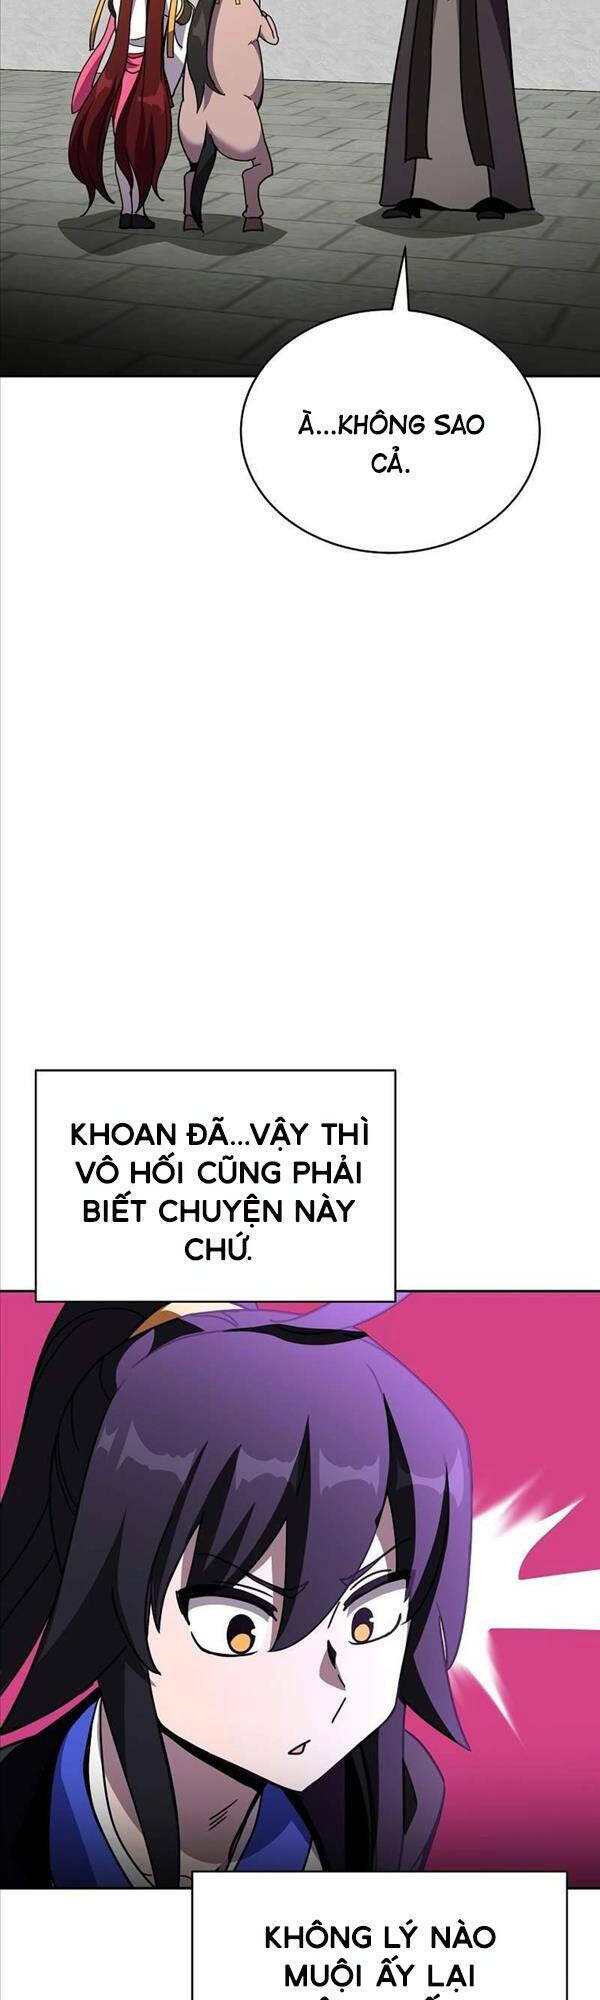 À...KHÔNG SAO
CẢ.
KHOAN ĐÃ...VẬY THÌ
VÔ HỐI CŨNG PHẢI
BIẾT CHUYỆN NÀY
CHỨ.
KHÔNG LÝ NÀO
MUỘI ẤY LẠI